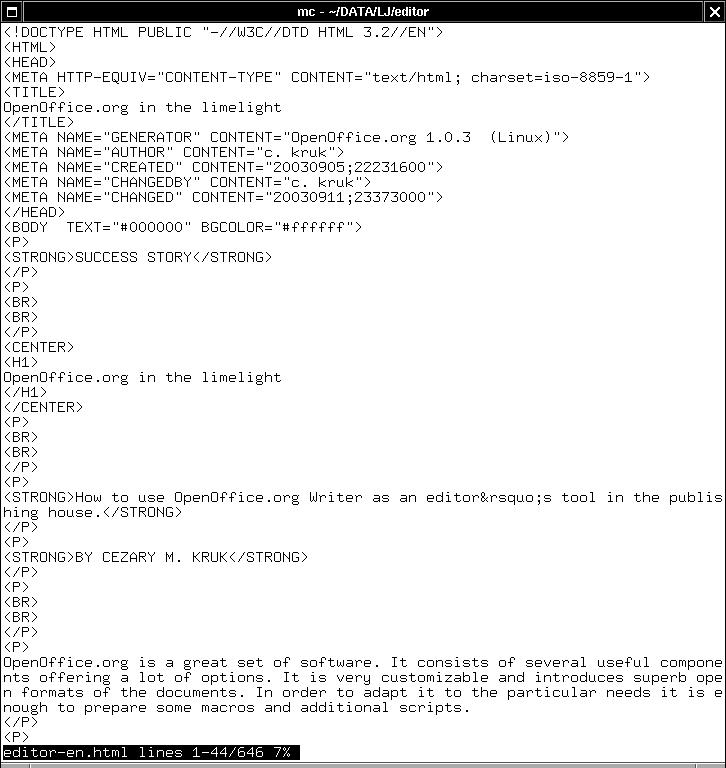 mc - ~/DATA/LJ/editor
<!DOCTYPE HTML PUBLIC "-//W3C//DTD HTML 3.2//EN">
<HTML>
<HEAD>
<META HTTP-EQUIV="CONTENT-TYPE" CONTENT="text/html; charset=iso-8859-1">
<TITLE>
OpenOffice.org in the limelight
</TITLE>
<META NAME="GENERATOR" CONTENT="OpenOffice.org 1.0.3  (Linux)">
<META NAME="AUTHOR" CONTENT="c. kruk">
<META NAME="CREATED" CONTENT="20030905;22231600">
<META NAME="CHANGEDBY" CONTENT="c. kruk">
<META NAME="CHANGED" CONTENT="20030911;23373000">
</HEAD>
<BODY  TEXT="#000000" BGCOLOR="#ffffff">
<P>
<STRONG>SUCCESS STORY</STRONG>
</P>
<P>
<BR>
<BR>
</P>
<CENTER>
<H1>
OpenOffice.org in the limelight
</H1>
</CENTER>
<P>
<BR>
<BR>
</P>
<P>
<STRONG>How to use OpenOffice.org Writer as an editor&rsquo;s tool in the publis
hing house.</STRONG>
</P>
<P>
<STRONG>BY CEZARY M. KRUK</STRONG>
</P>
<P>
<BR>
<BR>
</P>
<P>
OpenOffice.org is a great set of software. It consists of several useful compone
nts offering a lot of options. It is very customizable and introduces superb ope
n formats of the documents. In order to adapt it to the particular needs it is e
nough to prepare some macros and additional scripts.
</P>
<P>
editor-en.html lines 1-44/646 7%